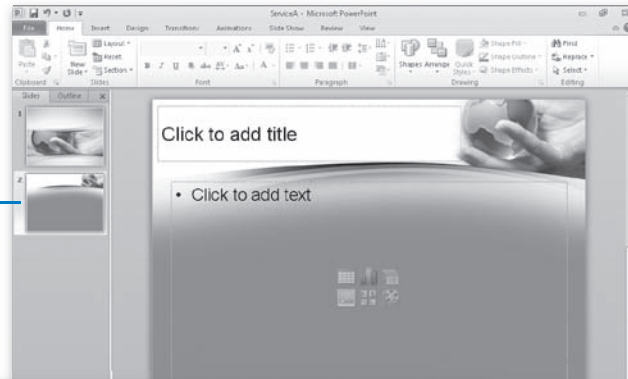 ServiceA - Microsoft PowerPoint
File Home Insert Design Transitions Animations Slide Show Review View
Paste
New Slide
Layout
Reset
Section
Shapes Arrange Quick Styles
Shape Fill
Shape Outline
Shape Effects
Find
Replace
Select
Clipboard Slides Font Paragraph Drawing Editing
Slides Outline
1
2
Click to add title
• Click to add text